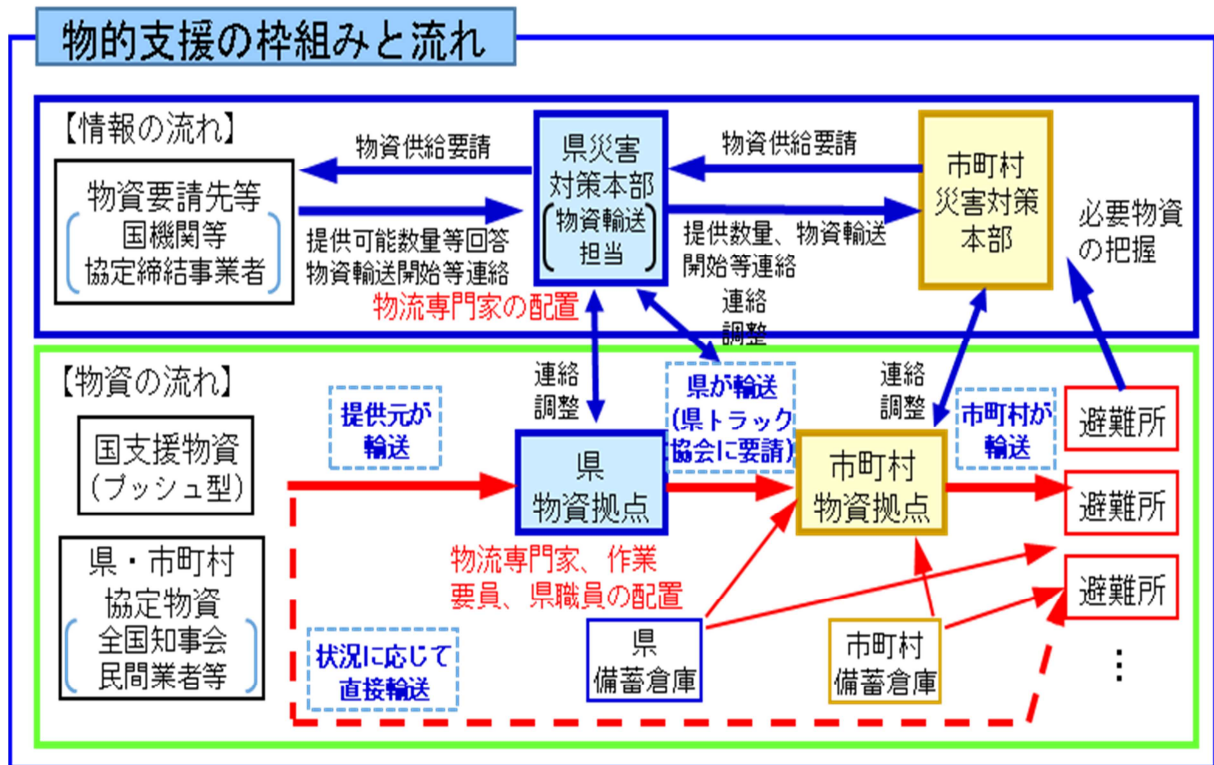 物的支援の枠組みと流れ
【情報の流れ】
物資要請先等
国機関等
協定締結事業者
物資供給要請
提供可能数量等回答
物資輸送開始等連絡
物流専門家の配置
県災害
対策本部
物資輸送
担当
物資供給要請
提供数量、物資輸送
開始等連絡
連絡
調整
市町村
災害対策
本部
必要物資
の把握
【物資の流れ】
国支援物資
(プッシュ型)
県・市町村
協定物資
全国知事会
民間業者等
提供元が
輸送
連絡
調整
県
物資拠点
県が輸送
(県トラック
協会に要請)
連絡
調整
市町村
物資拠点
市町村が
輸送
避難所
避難所
避難所
⋮
物流専門家、作業
要員、県職員の配置
県
備蓄倉庫
市町村
備蓄倉庫
状況に応じて
直接輸送